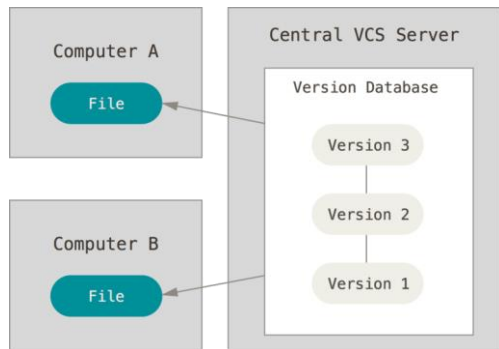 Computer A
File
Computer B
File
Central VCS Server
Version Database
Version 3
Version 2
Version 1